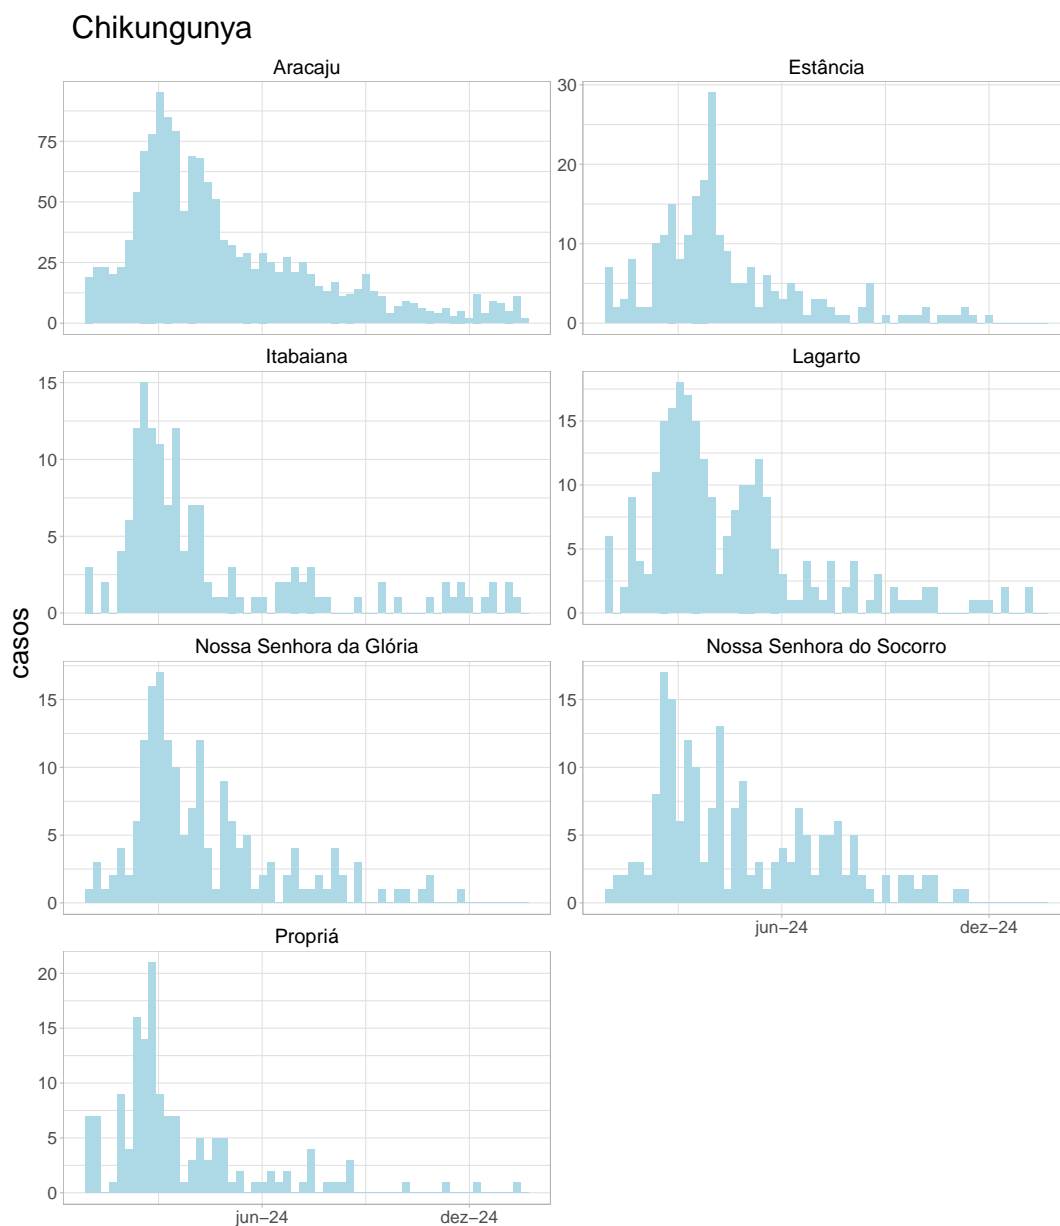 Chikungunya
Aracaju
Estância
75
50
25
0
30
20
10
0
Itabaiana
Lagarto
15
10
5
0
15
10
5
0
casos
Nossa Senhora da Glória
Nossa Senhora do Socorro
15
10
5
0
15
10
5
0
jun−24
dez−24
Propriá
20
15
10
5
0
jun−24
dez−24